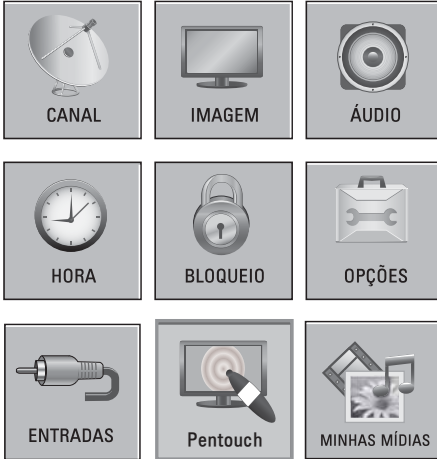 CANAL
IMAGEM
ÁUDIO
HORA
BLOQUEIO
OPÇÕES
ENTRADAS
Pentouch
MINHAS MÍDIAS